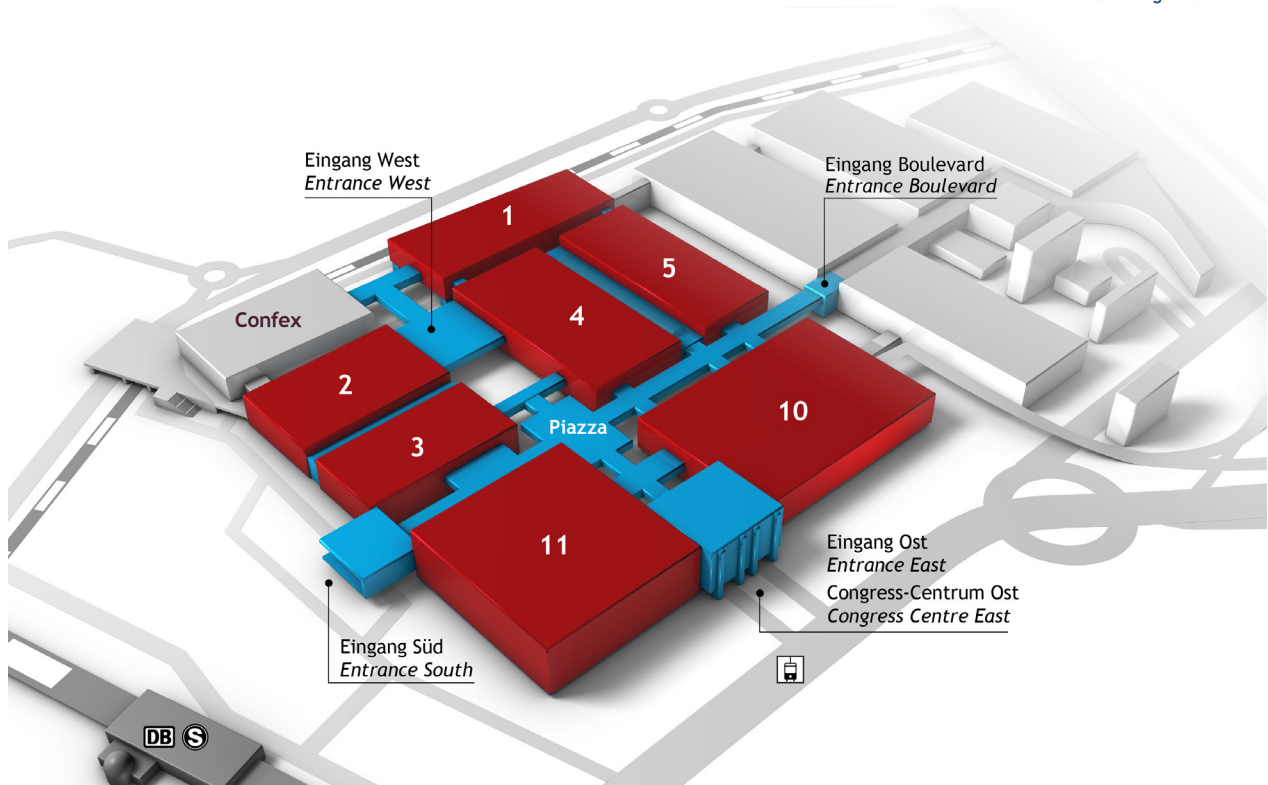 Eingang West
Entrance West
Eingang Boulevard
Entrance Boulevard
1
5
4
Confex
2
10
3
Piazza
11
Eingang Ost
Entrance East
Congress-Centrum Ost
Congress Centre East
Eingang Süd
Entrance South
DB S